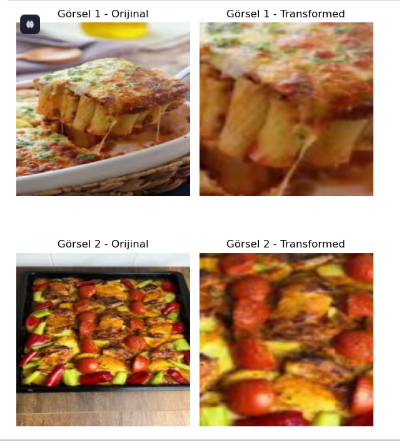 Görsel 1 - Orijinal
Görsel 1 - Transformed
Görsel 2 - Orijinal
Görsel 2 - Transformed